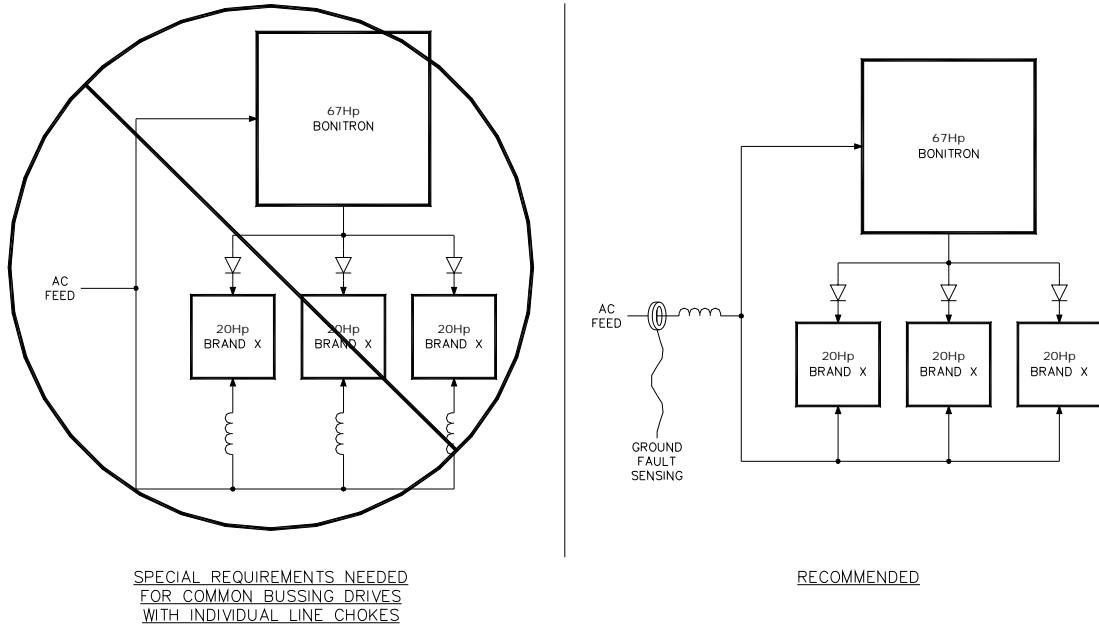 67Hp
BONITRON
AC
FEED
20Hp
BRAND X
20Hp
BRAND X
20Hp
BRAND X
SPECIAL REQUIREMENTS NEEDED
FOR COMMON BUSSING DRIVES
WITH INDIVIDUAL LINE CHOKES
67Hp
BONITRON
AC
FEED
20Hp
BRAND X
20Hp
BRAND X
20Hp
BRAND X
GROUND
FAULT
SENSING
RECOMMENDED